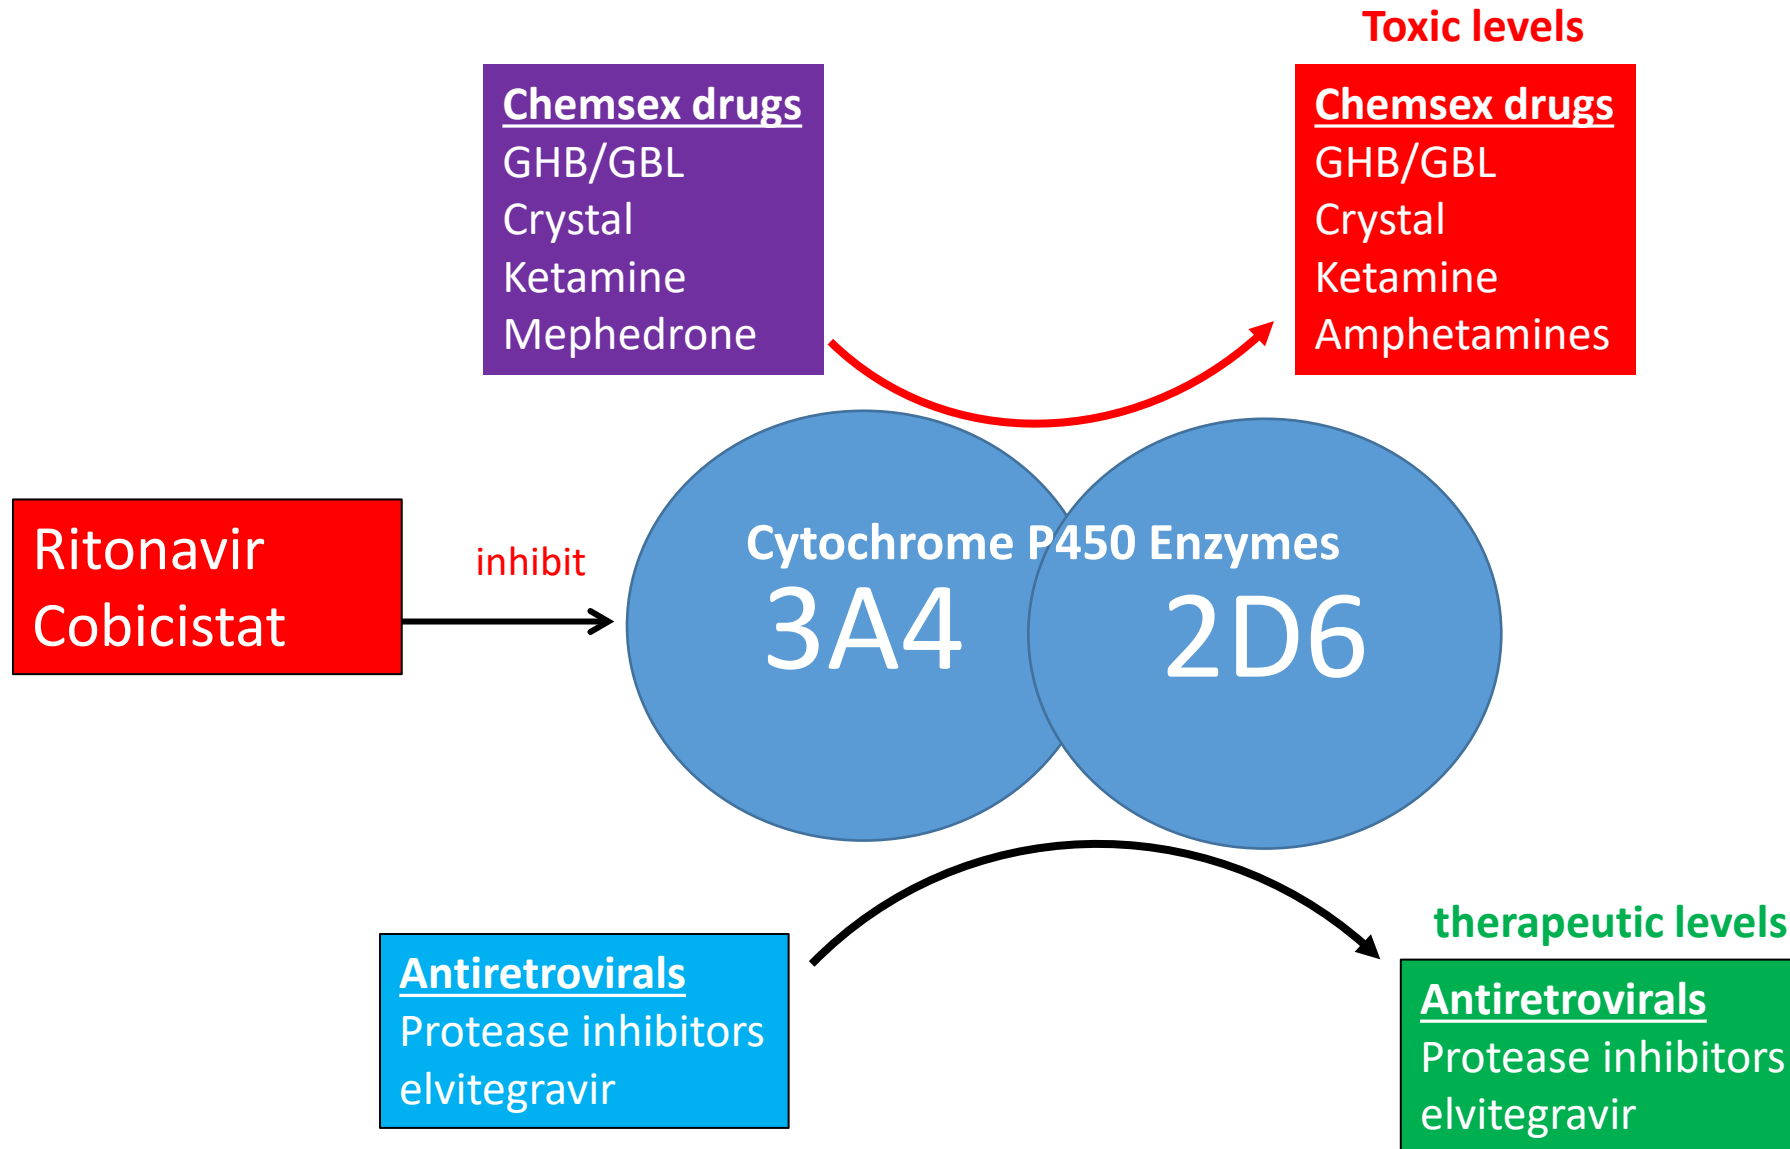 Toxic levels
Chemsex drugs
GHB/GBL
Crystal
Ketamine
Mephedrone
Chemsex drugs
GHB/GBL
Crystal
Ketamine
Amphetamines
Ritonavir
Cobicistat
inhibit
Cytochrome P450 Enzymes
3A4
2D6
Antiretrovirals
Protease inhibitors
elvitegravir
therapeutic levels
Antiretrovirals
Protease inhibitors
elvitegravir